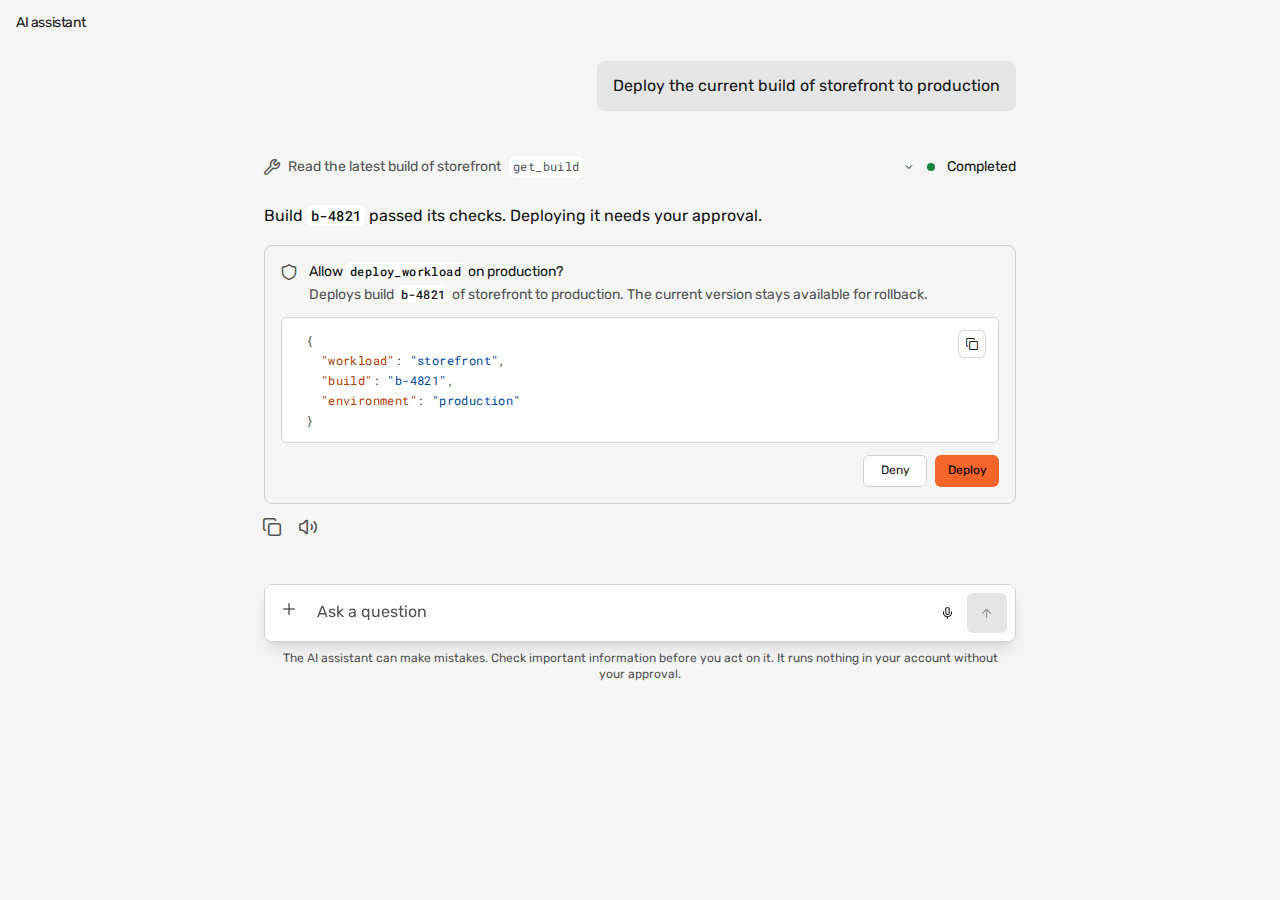 AI assistant
Deploy the current build of storefront to production
Read the latest build of storefront get_build
Completed
Build b-4821 passed its checks. Deploying it needs your approval.
Allow deploy_workload on production?
Deploys build b-4821 of storefront to production. The current version stays available for rollback.
{
"workload": "storefront",
"build": "b-4821",
"environment": "production"
}
Deny
Deploy
Ask a question
The AI assistant can make mistakes. Check important information before you act on it. It runs nothing in your account without
your approval.